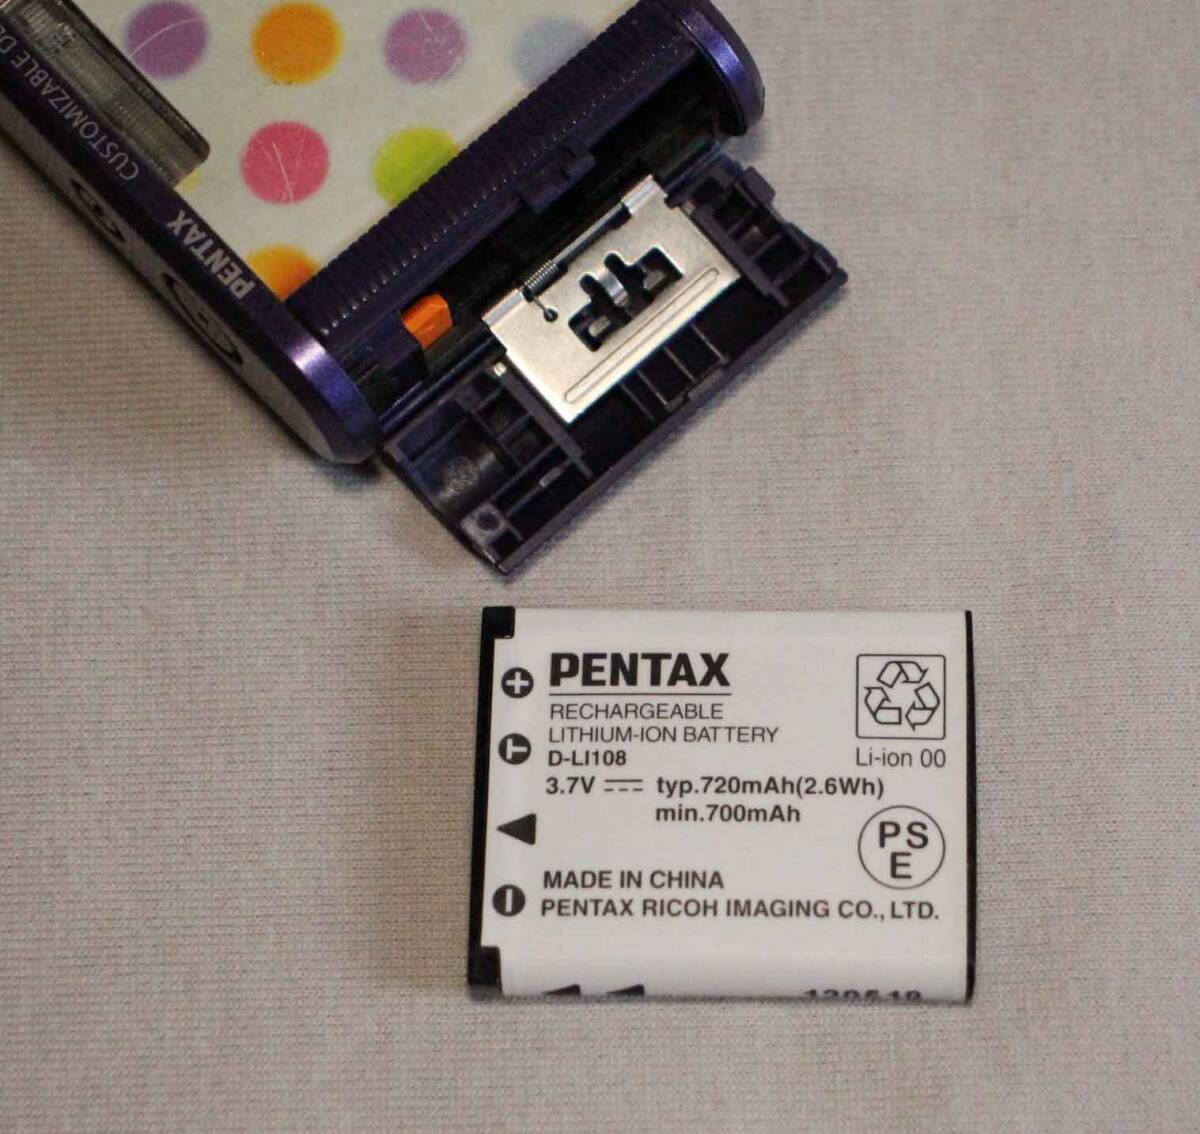 CUSTOMIZABLE
PENTAX
PENTAX
RECHARGEABLE
LITHIUM-ION BATTERY
D-LI108
3.7V typ.720mAh(2.6Wh)
min.700mAh
Li-ion 00
PS
E
MADE IN CHINA
PENTAX RICOH IMAGING CO., LTD.